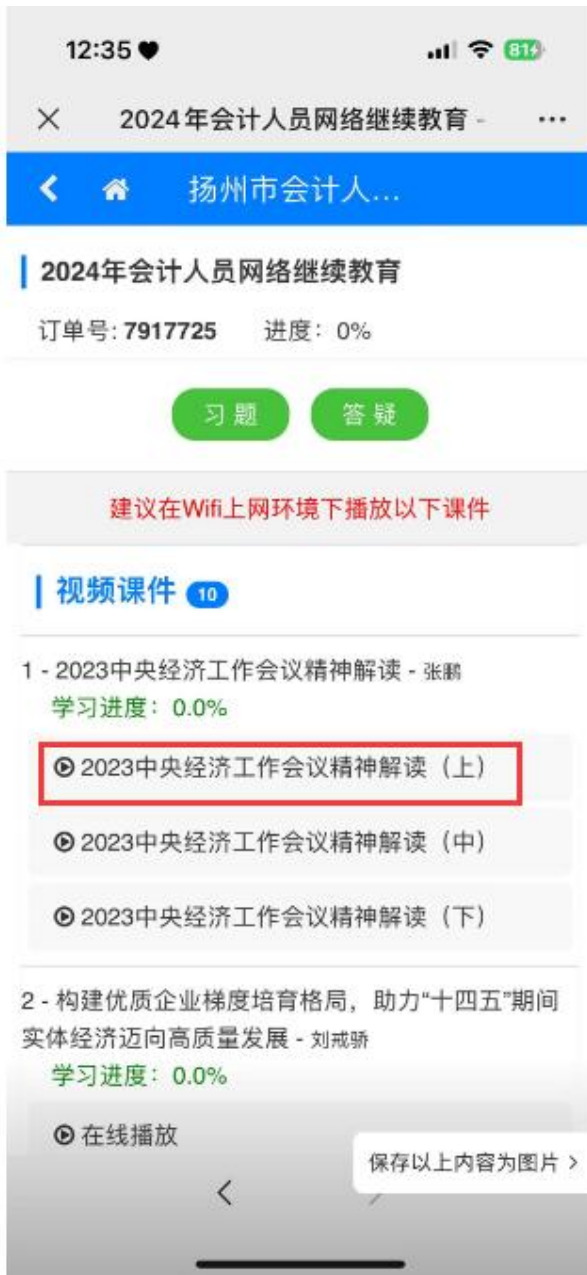 12:35
81
2024年会计人员网络继续教育 -
扬州市会计人...
2024年会计人员网络继续教育
订单号: 7917725 进度：0%
习 题 答 疑
建议在Wifi上网环境下播放以下课件
视频课件 10
1 - 2023中央经济工作会议精神解读 - 张鹏
学习进度：0.0%
2023中央经济工作会议精神解读（上）
2023中央经济工作会议精神解读（中）
2023中央经济工作会议精神解读（下）
2 - 构建优质企业梯度培育格局，助力“十四五”期间
实体经济迈向高质量发展 - 刘戒骄
学习进度：0.0%
在线播放
保存以上内容为图片 >